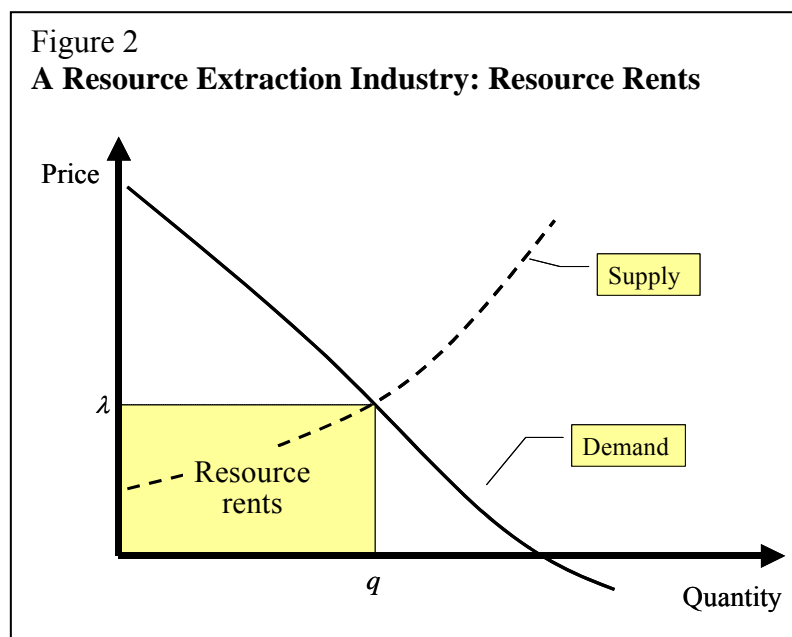 Figure 2
A Resource Extraction Industry: Resource Rents
Price
Supply
λ
Demand
Resource
rents
q
Quantity